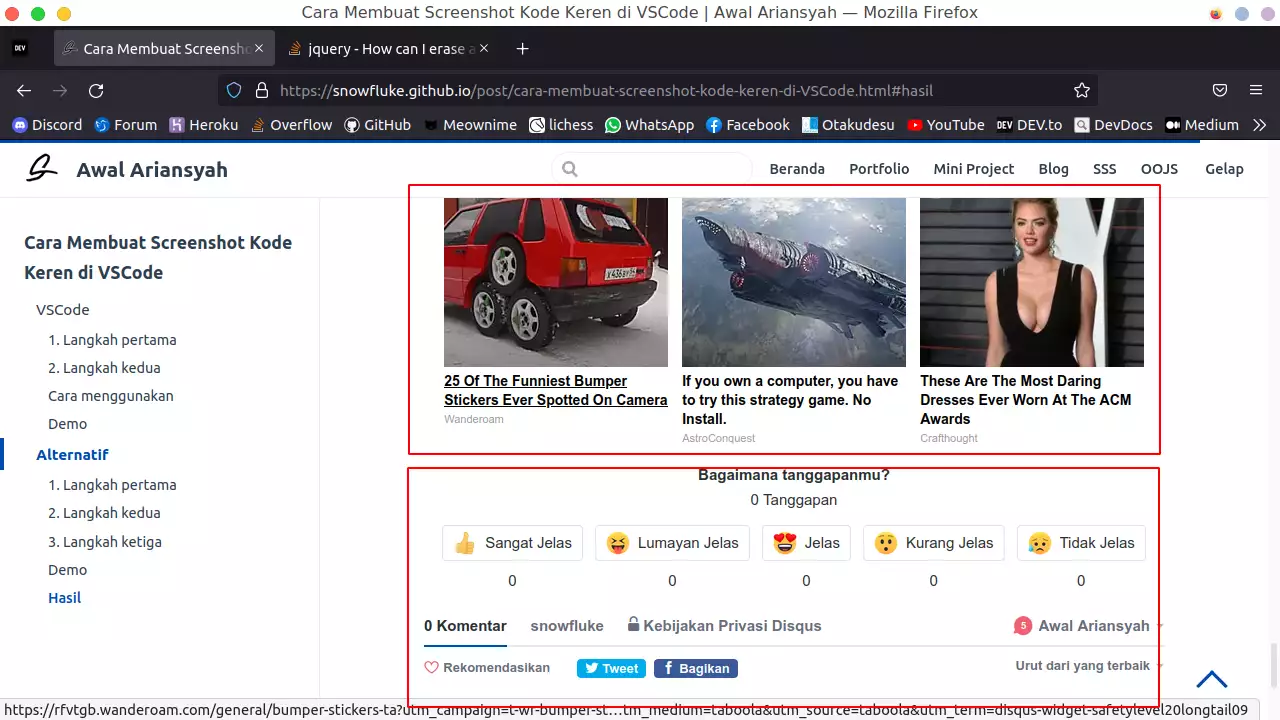 Cara Membuat Screenshot Kode Keren di VSCode | Awal Ariansyah — Mozilla Firefox
DEV
Cara Membuat Screensho
jquery - How can I erase a
https://snowfluke.github.io/post/cara-membuat-screenshot-kode-keren-di-VSCode.html#hasil
Discord Forum Heroku Overflow GitHub Meownime lichess WhatsApp Facebook Otakudesu YouTube DEV DEV.to DevDocs Medium
Awal Ariansyah
Beranda Portfolio Mini Project Blog SSS OOJS Gelap
Cara Membuat Screenshot Kode
Keren di VSCode
VSCode
1. Langkah pertama
2. Langkah kedua
Cara menggunakan
Demo
Alternatif
1. Langkah pertama
2. Langkah kedua
3. Langkah ketiga
Demo
Hasil
25 Of The Funniest Bumper
Stickers Ever Spotted On Camera
Wanderoam
If you own a computer, you have
to try this strategy game. No
Install.
AstroConquest
These Are The Most Daring
Dresses Ever Worn At The ACM
Awards
Crafthought
Bagaimana tanggapanmu?
0 Tanggapan
Sangat Jelas Lumayan Jelas Jelas Kurang Jelas Tidak Jelas
0 0 0 0 0
0 Komentar snowfluke Kebijakan Privasi Disqus 5 Awal Ariansyah
Rekomendasikan Tweet Bagikan Urut dari yang terbaik
https://rfvtgb.wanderoam.com/general/bumper-stickers-ta?utm_campaign=t-wr-bumper-st…tm_medium=taboola&utm_source=taboola&utm_term=disqus-widget-safetylevel20longtail09